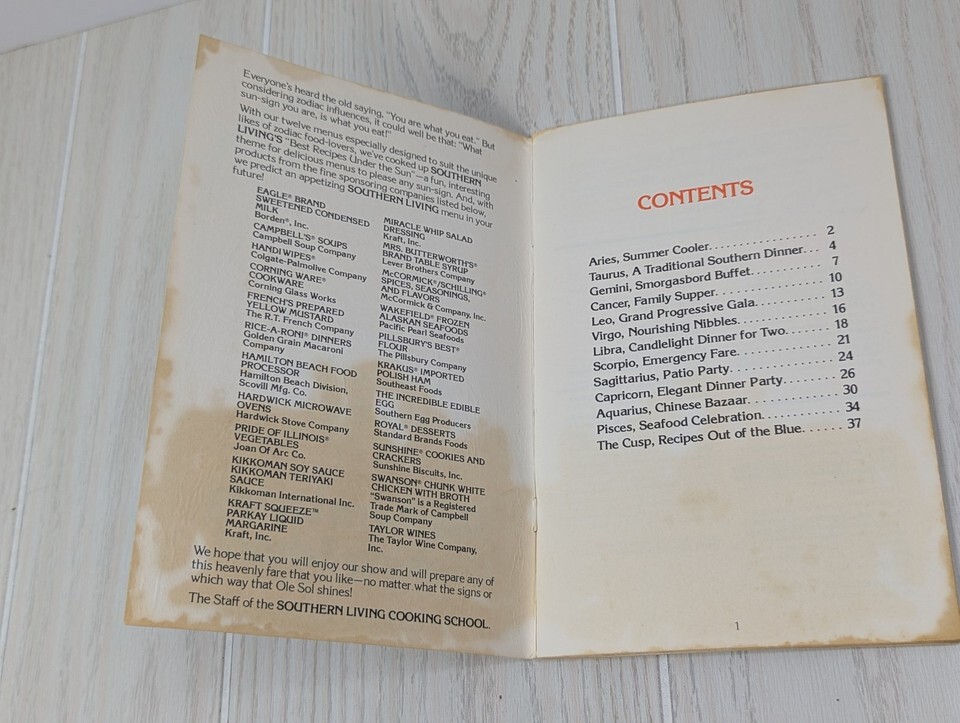 Everyone's heard the old saying, "You are what you eat." But
considering zodiac influences, it could well be that: "What
sun-sign you are, is what you eat!"
With our twelve menus especially designed to suit the unique
likes of zodiac food-lovers, we've cooked up SOUTHERN
LIVING'S "Best Recipes Under the Sun"—a fun, interesting
theme for delicious menus to please any sun-sign. And, with
products from the fine sponsoring companies listed below,
we predict an appetizing SOUTHERN LIVING menu in your
future!
EAGLE® BRAND
SWEETENED CONDENSED
MILK
Borden®, Inc.
CAMPBELL'S® SOUPS
Campbell Soup Company
HANDIWIPES®
Colgate-Palmolive Company
CORNING WARE®
COOKWARE
Corning Glass Works
FRENCH'S PREPARED
YELLOW MUSTARD
The R.T. French Company
RICE-A-RONI® DINNERS
Golden Grain Macaroni
Company
HAMILTON BEACH FOOD
PROCESSOR
Hamilton Beach Division,
Scovill Mfg. Co.
HARDWICK MICROWAVE
OVENS
Hardwick Stove Company
PRIDE OF ILLINOIS®
VEGETABLES
Joan Of Arc Co.
KIKKOMAN SOY SAUCE
KIKKOMAN TERIYAKI
SAUCE
Kikkoman International Inc.
KRAFT SQUEEZE™
PARKAY LIQUID
MARGARINE
Kraft, Inc.
MIRACLE WHIP SALAD
DRESSING
Kraft, Inc.
MRS. BUTTERWORTH'S®
BRAND TABLE SYRUP
Lever Brothers Company
McCORMICK®/SCHILLING®
SPICES, SEASONINGS,
AND FLAVORS
McCormick & Company, Inc.
WAKEFIELD® FROZEN
ALASKAN SEAFOODS
Pacific Pearl Seafoods
PILLSBURY'S BEST®
FLOUR
The Pillsbury Company
KRAKUS® IMPORTED
POLISH HAM
Southeast Foods
THE INCREDIBLE EDIBLE
EGG
Southern Egg Producers
ROYAL® DESSERTS
Standard Brands Foods
SUNSHINE® COOKIES AND
CRACKERS
Sunshine Biscuits, Inc.
SWANSON® CHUNK WHITE
CHICKEN WITH BROTH
"Swanson" is a Registered
Trade Mark of Campbell
Soup Company
TAYLOR WINES
The Taylor Wine Company,
Inc.
We hope that you will enjoy our show and will prepare any of
this heavenly fare that you like—no matter what the signs or
which way that Ole Sol shines!
The Staff of the SOUTHERN LIVING COOKING SCHOOL.
CONTENTS
Aries, Summer Cooler. . . . . . . . . . . . . . . 2
Taurus, A Traditional Southern Dinner. . . 4
Gemini, Smorgasbord Buffet. . . . . . . . . . . 7
Cancer, Family Supper. . . . . . . . . . . . . . . 10
Leo, Grand Progressive Gala. . . . . . . . . . 13
Virgo, Nourishing Nibbles. . . . . . . . . . . . . 16
Libra, Candlelight Dinner for Two. . . . . . 18
Scorpio, Emergency Fare. . . . . . . . . . . . . 21
Sagittarius, Patio Party. . . . . . . . . . . . . . 24
Capricorn, Elegant Dinner Party. . . . . . . . 26
Aquarius, Chinese Bazaar. . . . . . . . . . . . . 30
Pisces, Seafood Celebration. . . . . . . . . . . 34
The Cusp, Recipes Out of the Blue. . . . . . 37
1